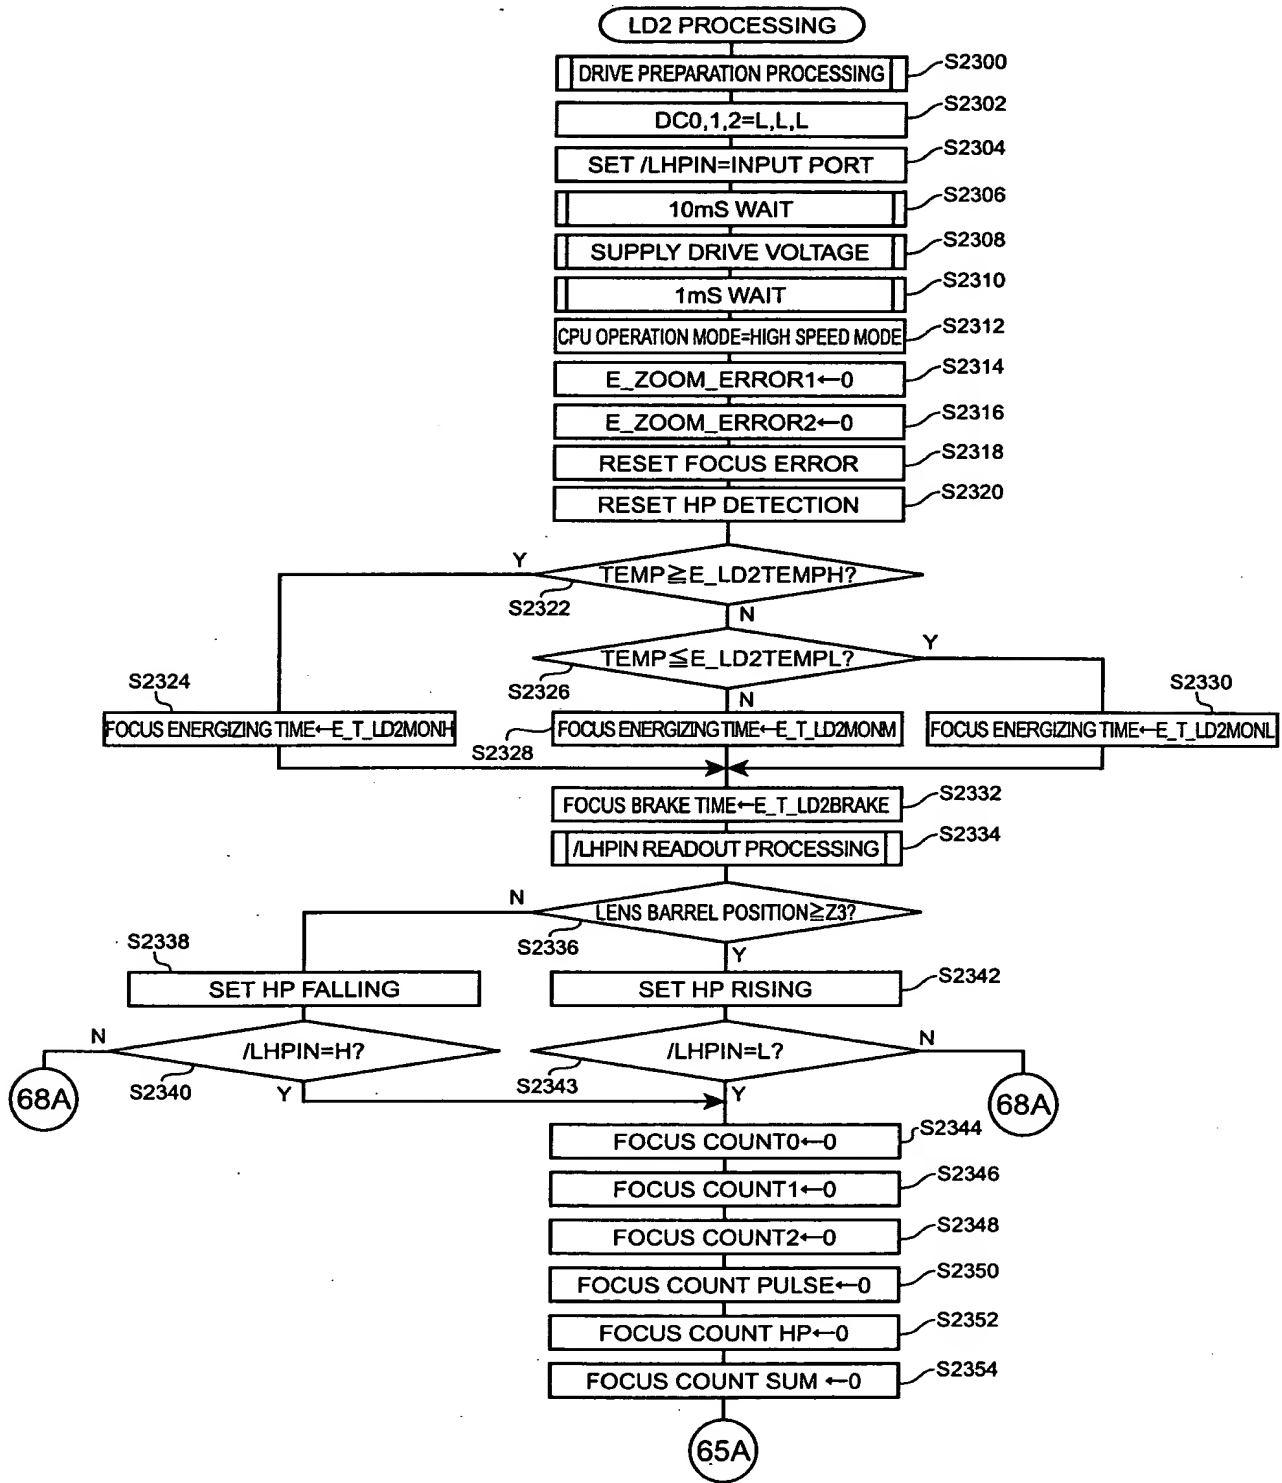 LD2 PROCESSING
DRIVE PREPARATION PROCESSING
S2300
DC0,1,2=L,L,L
S2302
SET /LHPIN=INPUT PORT
S2304
10mS WAIT
S2306
SUPPLY DRIVE VOLTAGE
S2308
1mS WAIT
S2310
CPU OPERATION MODE=HIGH SPEED MODE
S2312
E_ZOOM_ERROR1←0
S2314
E_ZOOM_ERROR2←0
S2316
RESET FOCUS ERROR
S2318
RESET HP DETECTION
S2320
Y
TEMP≧E_LD2TEMPH?
S2322
N
TEMP≦E_LD2TEMPL?
Y
S2326
N
S2324
FOCUS ENERGIZING TIME←E_T_LD2MONH
FOCUS ENERGIZING TIME←E_T_LD2MONM
S2328
S2330
FOCUS ENERGIZING TIME←E_T_LD2MONL
FOCUS BRAKE TIME←E_T_LD2BRAKE
S2332
/LHPIN READOUT PROCESSING
S2334
N
LENS BARREL POSITION≧Z3?
S2336
Y
S2338
SET HP FALLING
SET HP RISING
S2342
N
/LHPIN=H?
S2340
Y
/LHPIN=L?
N
S2343
Y
68A
68A
FOCUS COUNT0←0
S2344
FOCUS COUNT1←0
S2346
FOCUS COUNT2←0
S2348
FOCUS COUNT PULSE←0
S2350
FOCUS COUNT HP←0
S2352
FOCUS COUNT SUM ←0
S2354
65A